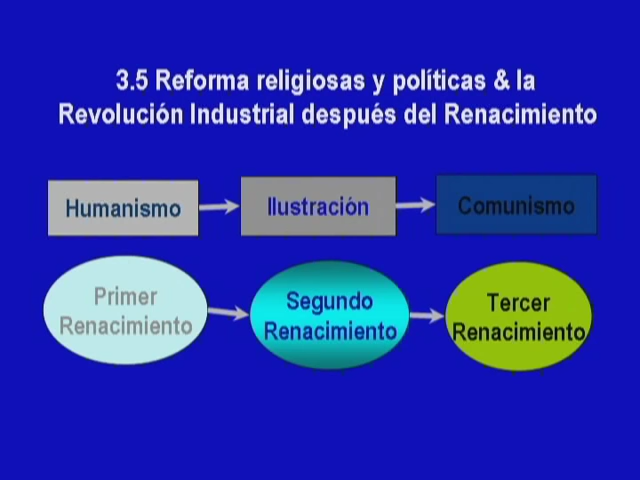 3.5 Reforma religiosas y políticas & la
Revolución Industrial después del Renacimiento
Humanismo
Ilustración
Comunismo
Primer
Renacimiento
Segundo
Renacimiento
Tercer
Renacimiento